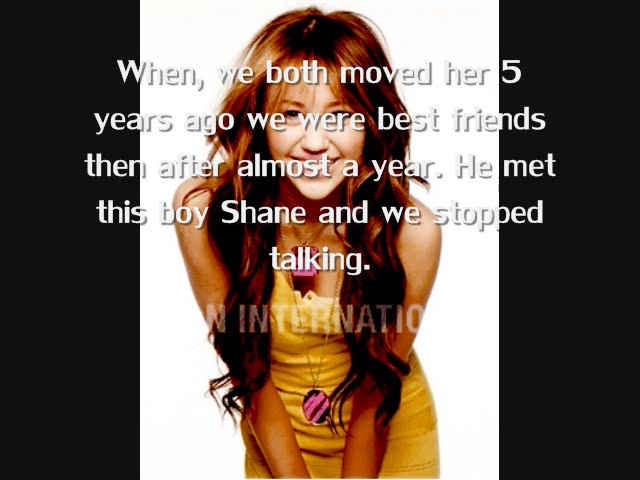 When, we both moved her 5
years ago we were best friends
then after almost a year. He met
this boy Shane and we stopped
talking.
N INTERNATIO